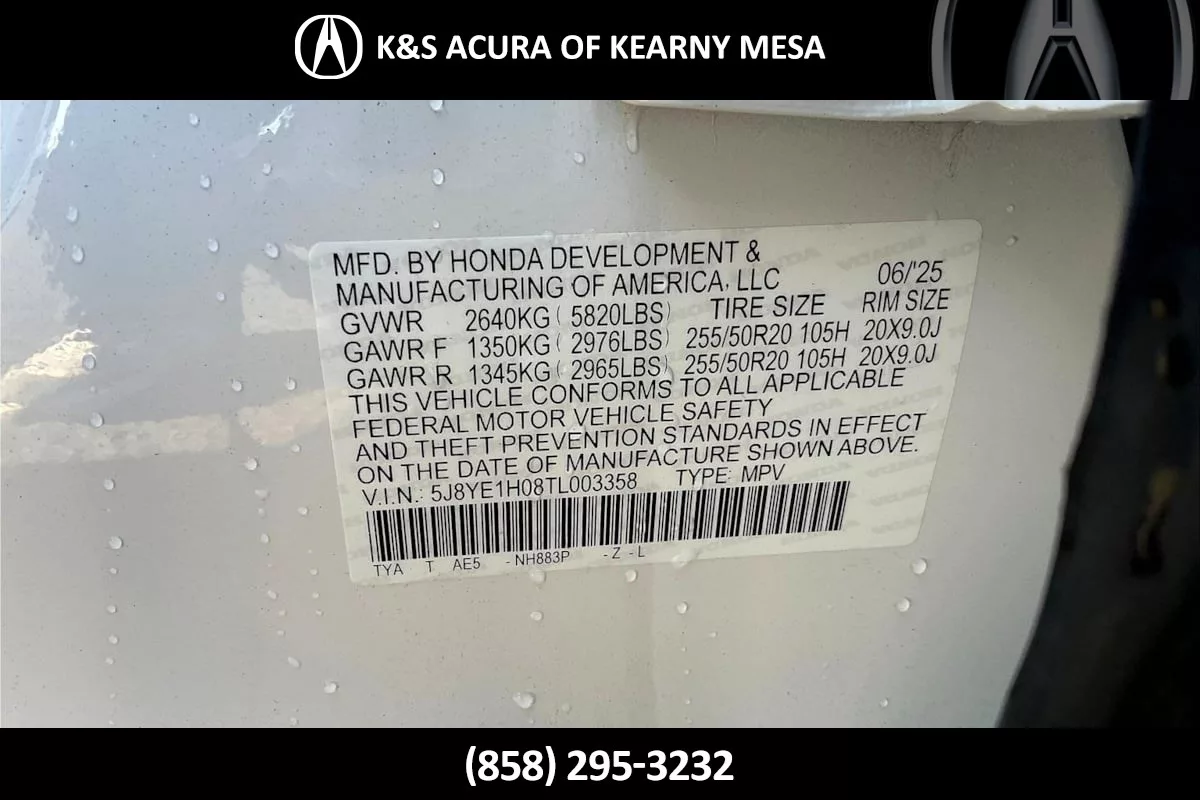 K&S ACURA OF KEARNY MESA
MFD. BY HONDA DEVELOPMENT &
MANUFACTURING OF AMERICA, LLC 06/'25
GVWR 2640KG ( 5820LBS) TIRE SIZE RIM SIZE
GAWR F 1350KG ( 2976LBS) 255/50R20 105H 20X9.0J
GAWR R 1345KG ( 2965LBS) 255/50R20 105H 20X9.0J
THIS VEHICLE CONFORMS TO ALL APPLICABLE
FEDERAL MOTOR VEHICLE SAFETY
AND THEFT PREVENTION STANDARDS IN EFFECT
ON THE DATE OF MANUFACTURE SHOWN ABOVE.
V.I.N.: 5J8YE1H08TL003358 TYPE: MPV
TYA T AE5 - NH883P - Z - L
(858) 295-3232